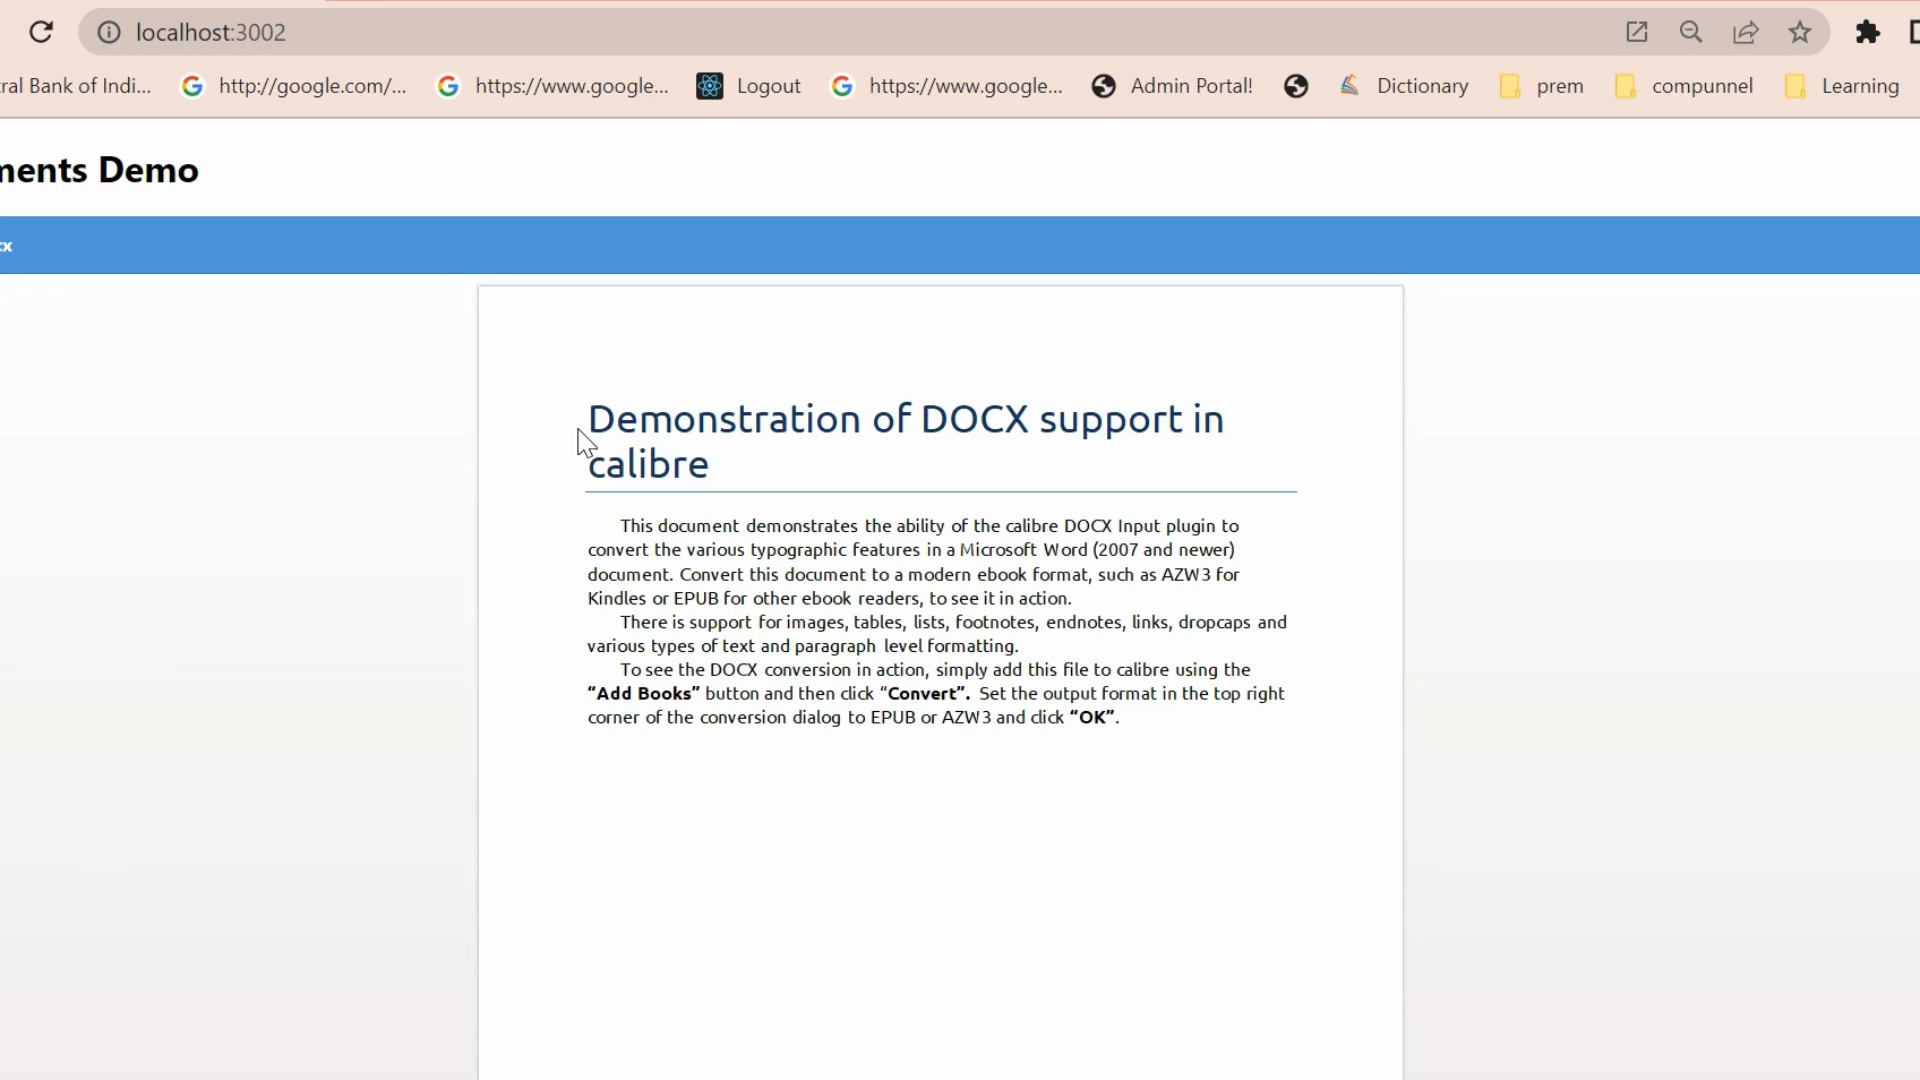 localhost:3002
ral Bank of Indi... http://google.com/... https://www.google... Logout https://www.google... Admin Portal! Dictionary prem compunnel Learning
ments Demo
cx
Demonstration of DOCX support in
calibre
This document demonstrates the ability of the calibre DOCX Input plugin to
convert the various typographic features in a Microsoft Word (2007 and newer)
document. Convert this document to a modern ebook format, such as AZW3 for
Kindles or EPUB for other ebook readers, to see it in action.
There is support for images, tables, lists, footnotes, endnotes, links, dropcaps and
various types of text and paragraph level formatting.
To see the DOCX conversion in action, simply add this file to calibre using the
“Add Books” button and then click “Convert”. Set the output format in the top right
corner of the conversion dialog to EPUB or AZW3 and click “OK”.